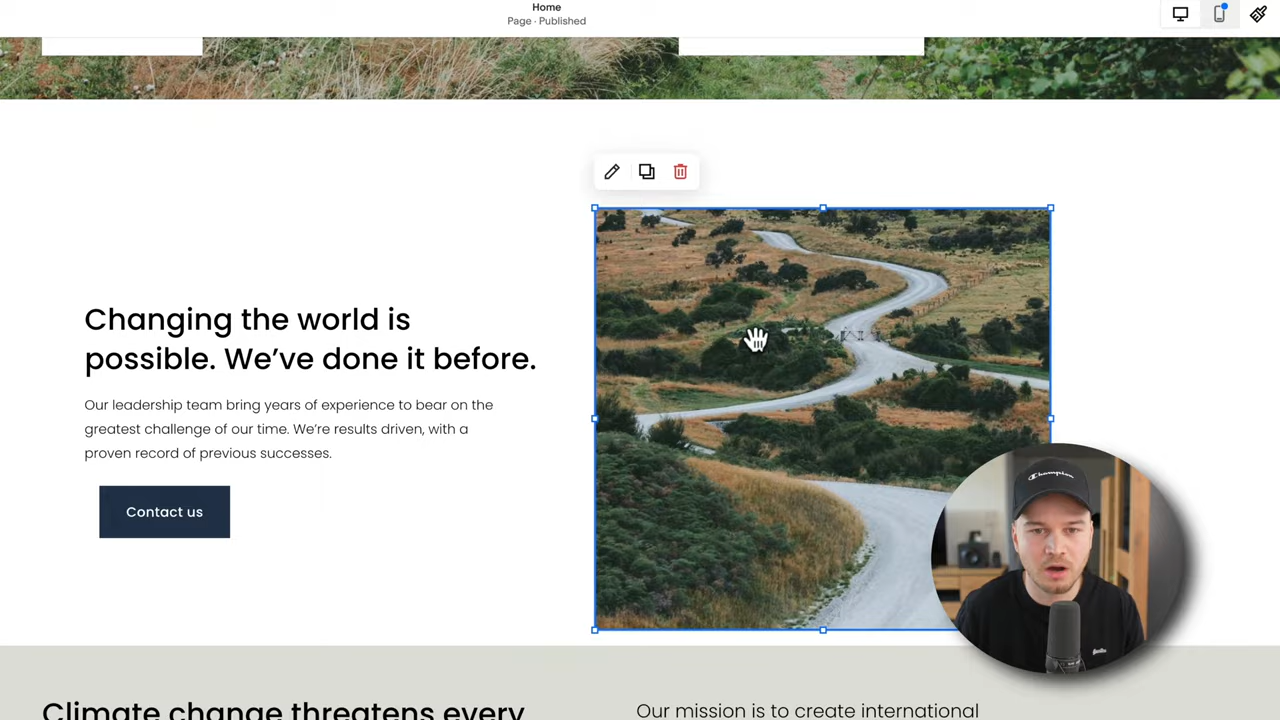 Home
Page · Published
Changing the world is
possible. We’ve done it before.
Our leadership team bring years of experience to bear on the
greatest challenge of our time. We’re results driven, with a
proven record of previous successes.
Contact us
Champion
Climate change threatens every
Our mission is to create international